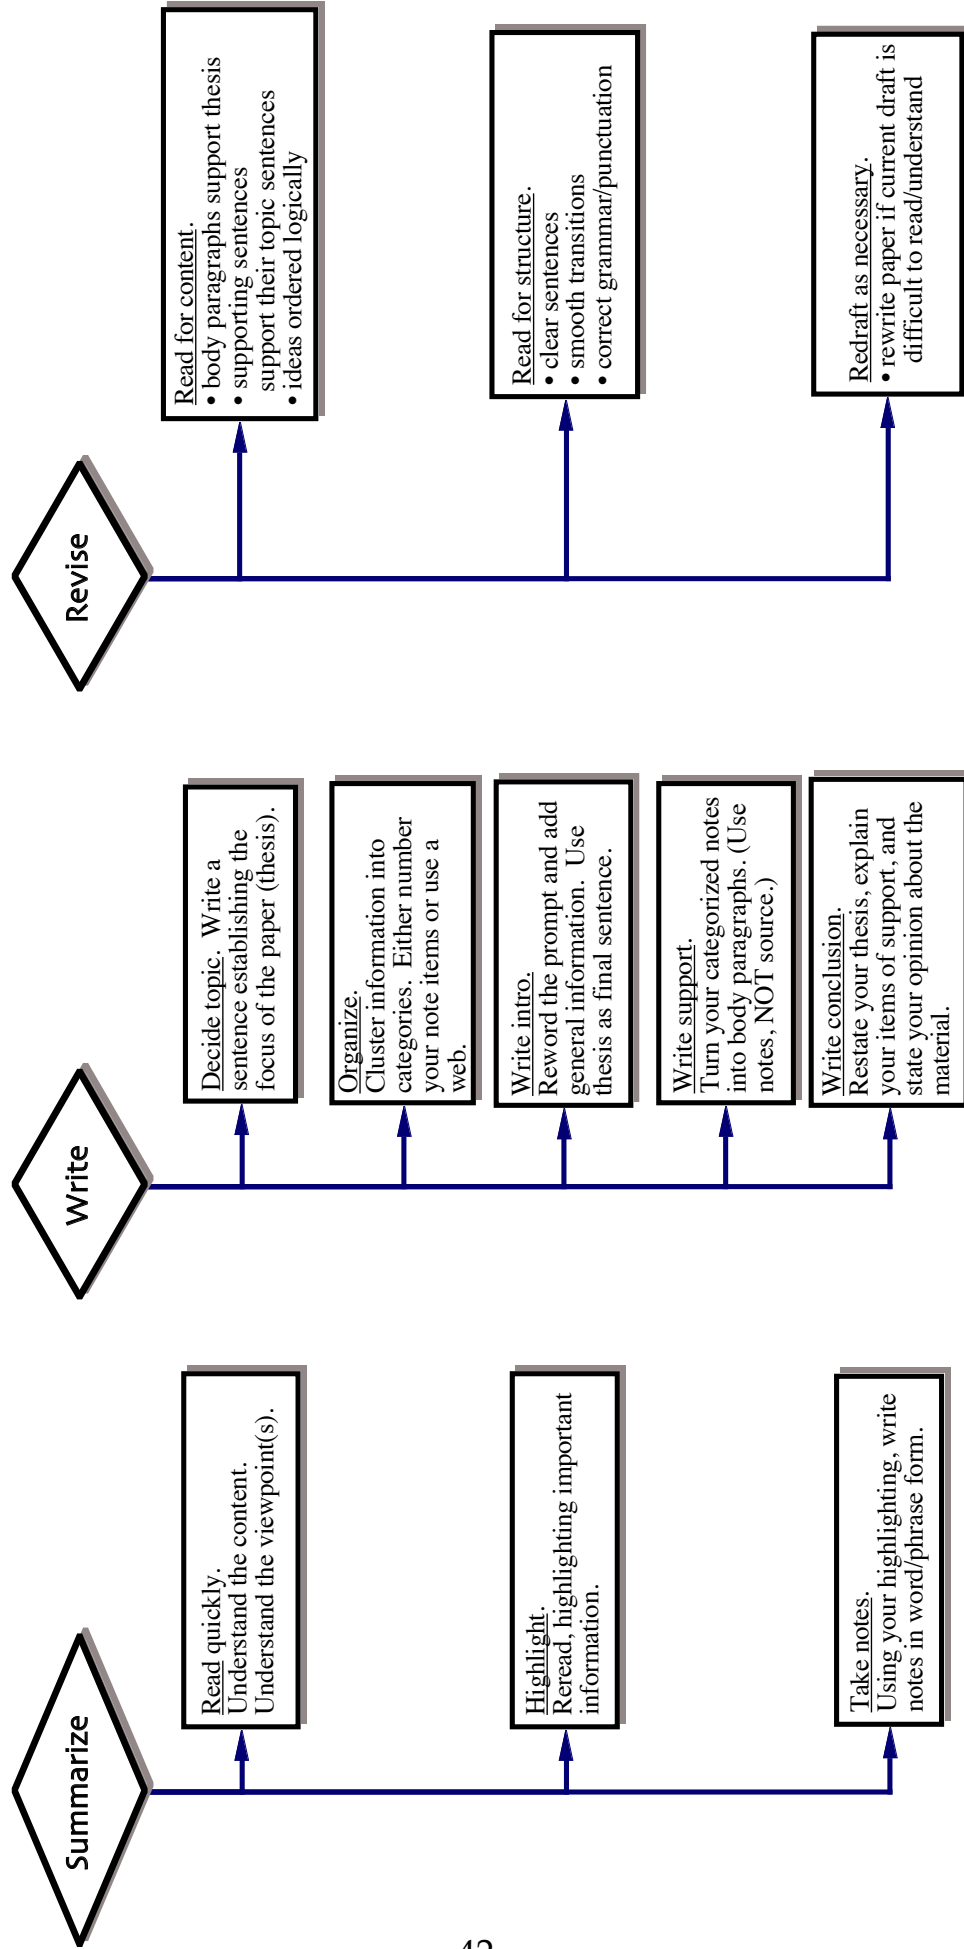 Summarize
Read quickly.
Understand the content.
Understand the viewpoint(s).
Highlight.
Reread, highlighting important
information.
Take notes.
Using your highlighting, write
notes in word/phrase form.
Write
Decide topic. Write a
sentence establishing the
focus of the paper (thesis).
Organize.
Cluster information into
categories. Either number
your note items or use a
web.
Write intro.
Reword the prompt and add
general information. Use
thesis as final sentence.
Write support.
Turn your categorized notes
into body paragraphs. (Use
notes, NOT source.)
Write conclusion.
Restate your thesis, explain
your items of support, and
state your opinion about the
material.
Revise
Read for content.
• body paragraphs support thesis
• supporting sentences
support their topic sentences
• ideas ordered logically
Read for structure.
• clear sentences
• smooth transitions
• correct grammar/punctuation
Redraft as necessary.
• rewrite paper if current draft is
difficult to read/understand